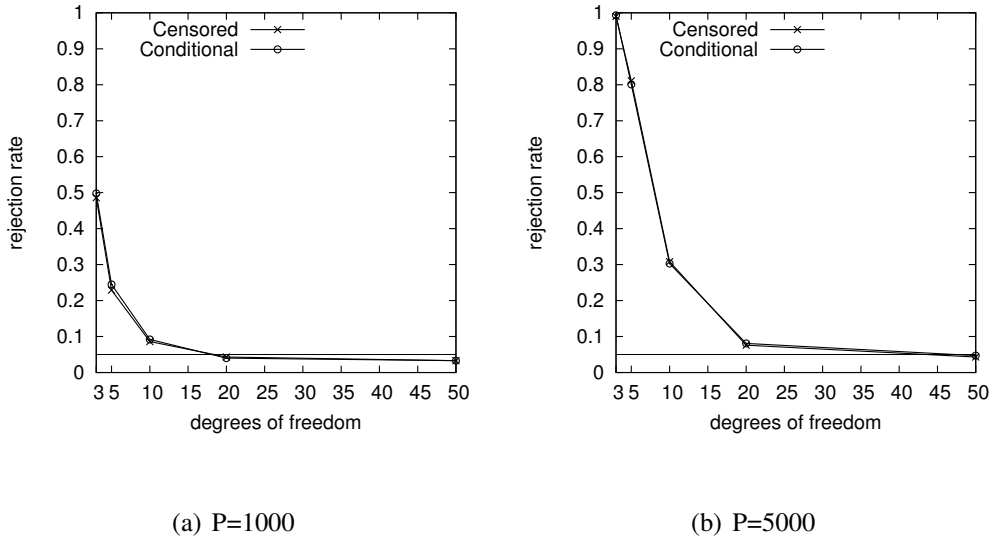 1
0.9
0.8
0.7
0.6
0.5
0.4
0.3
0.2
0.1
0
3 5 10 15 20 25 30 35 40 45 50
rejection rate
degrees of freedom
Censored
Conditional
(a) P=1000
1
0.9
0.8
0.7
0.6
0.5
0.4
0.3
0.2
0.1
0
3 5 10 15 20 25 30 35 40 45 50
rejection rate
degrees of freedom
Censored
Conditional
(b) P=5000